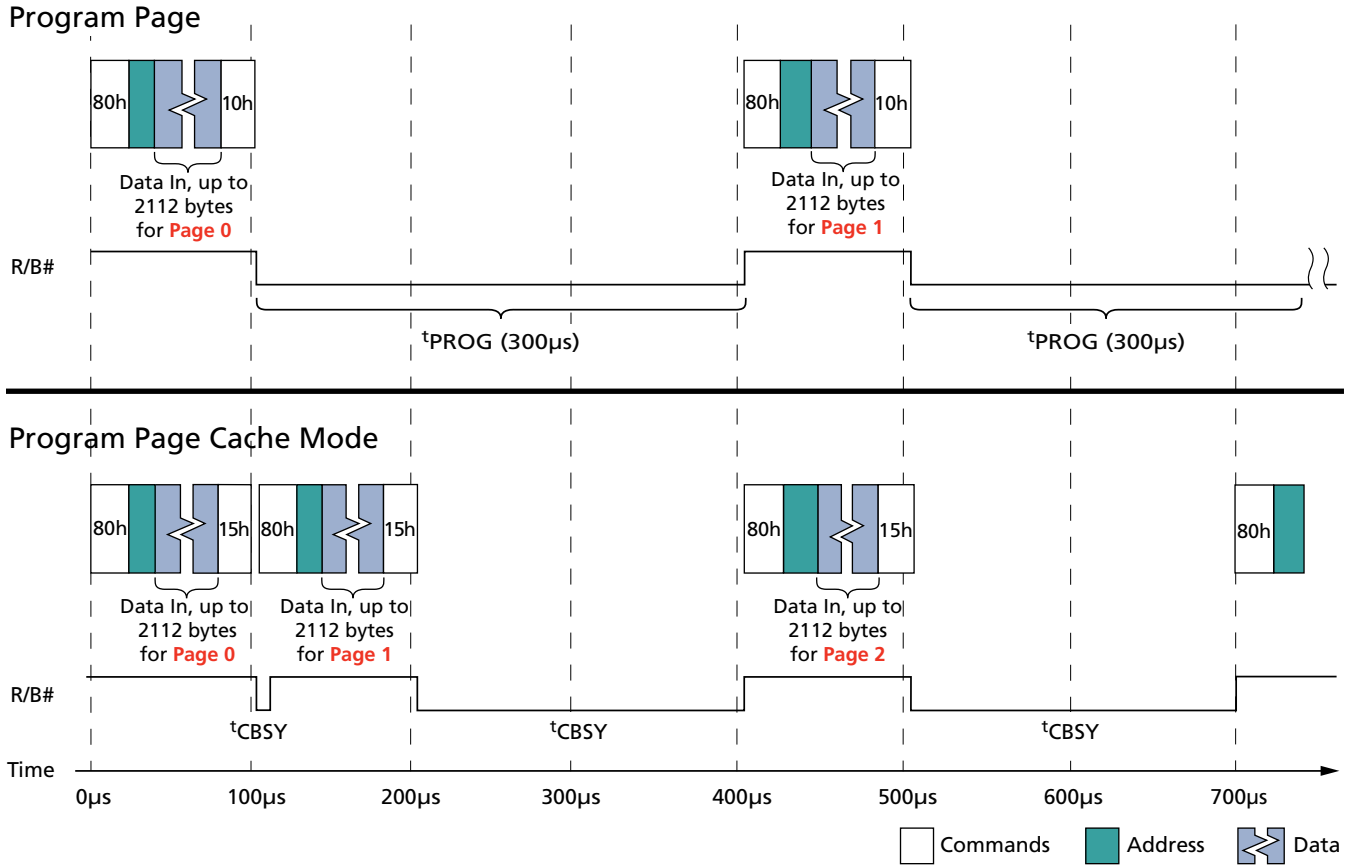 Program Page
80h
10h
80h
10h
Data In, up to
2112 bytes
for Page 0
Data In, up to
2112 bytes
for Page 1
R/B#
tPROG (300µs)
tPROG (300µs)
Program Page Cache Mode
80h
15h
80h
15h
80h
15h
80h
Data In, up to
2112 bytes
for Page 0
Data In, up to
2112 bytes
for Page 1
Data In, up to
2112 bytes
for Page 2
R/B#
tCBSY
tCBSY
tCBSY
Time
0µs
100µs
200µs
300µs
400µs
500µs
600µs
700µs
Commands
Address
Data